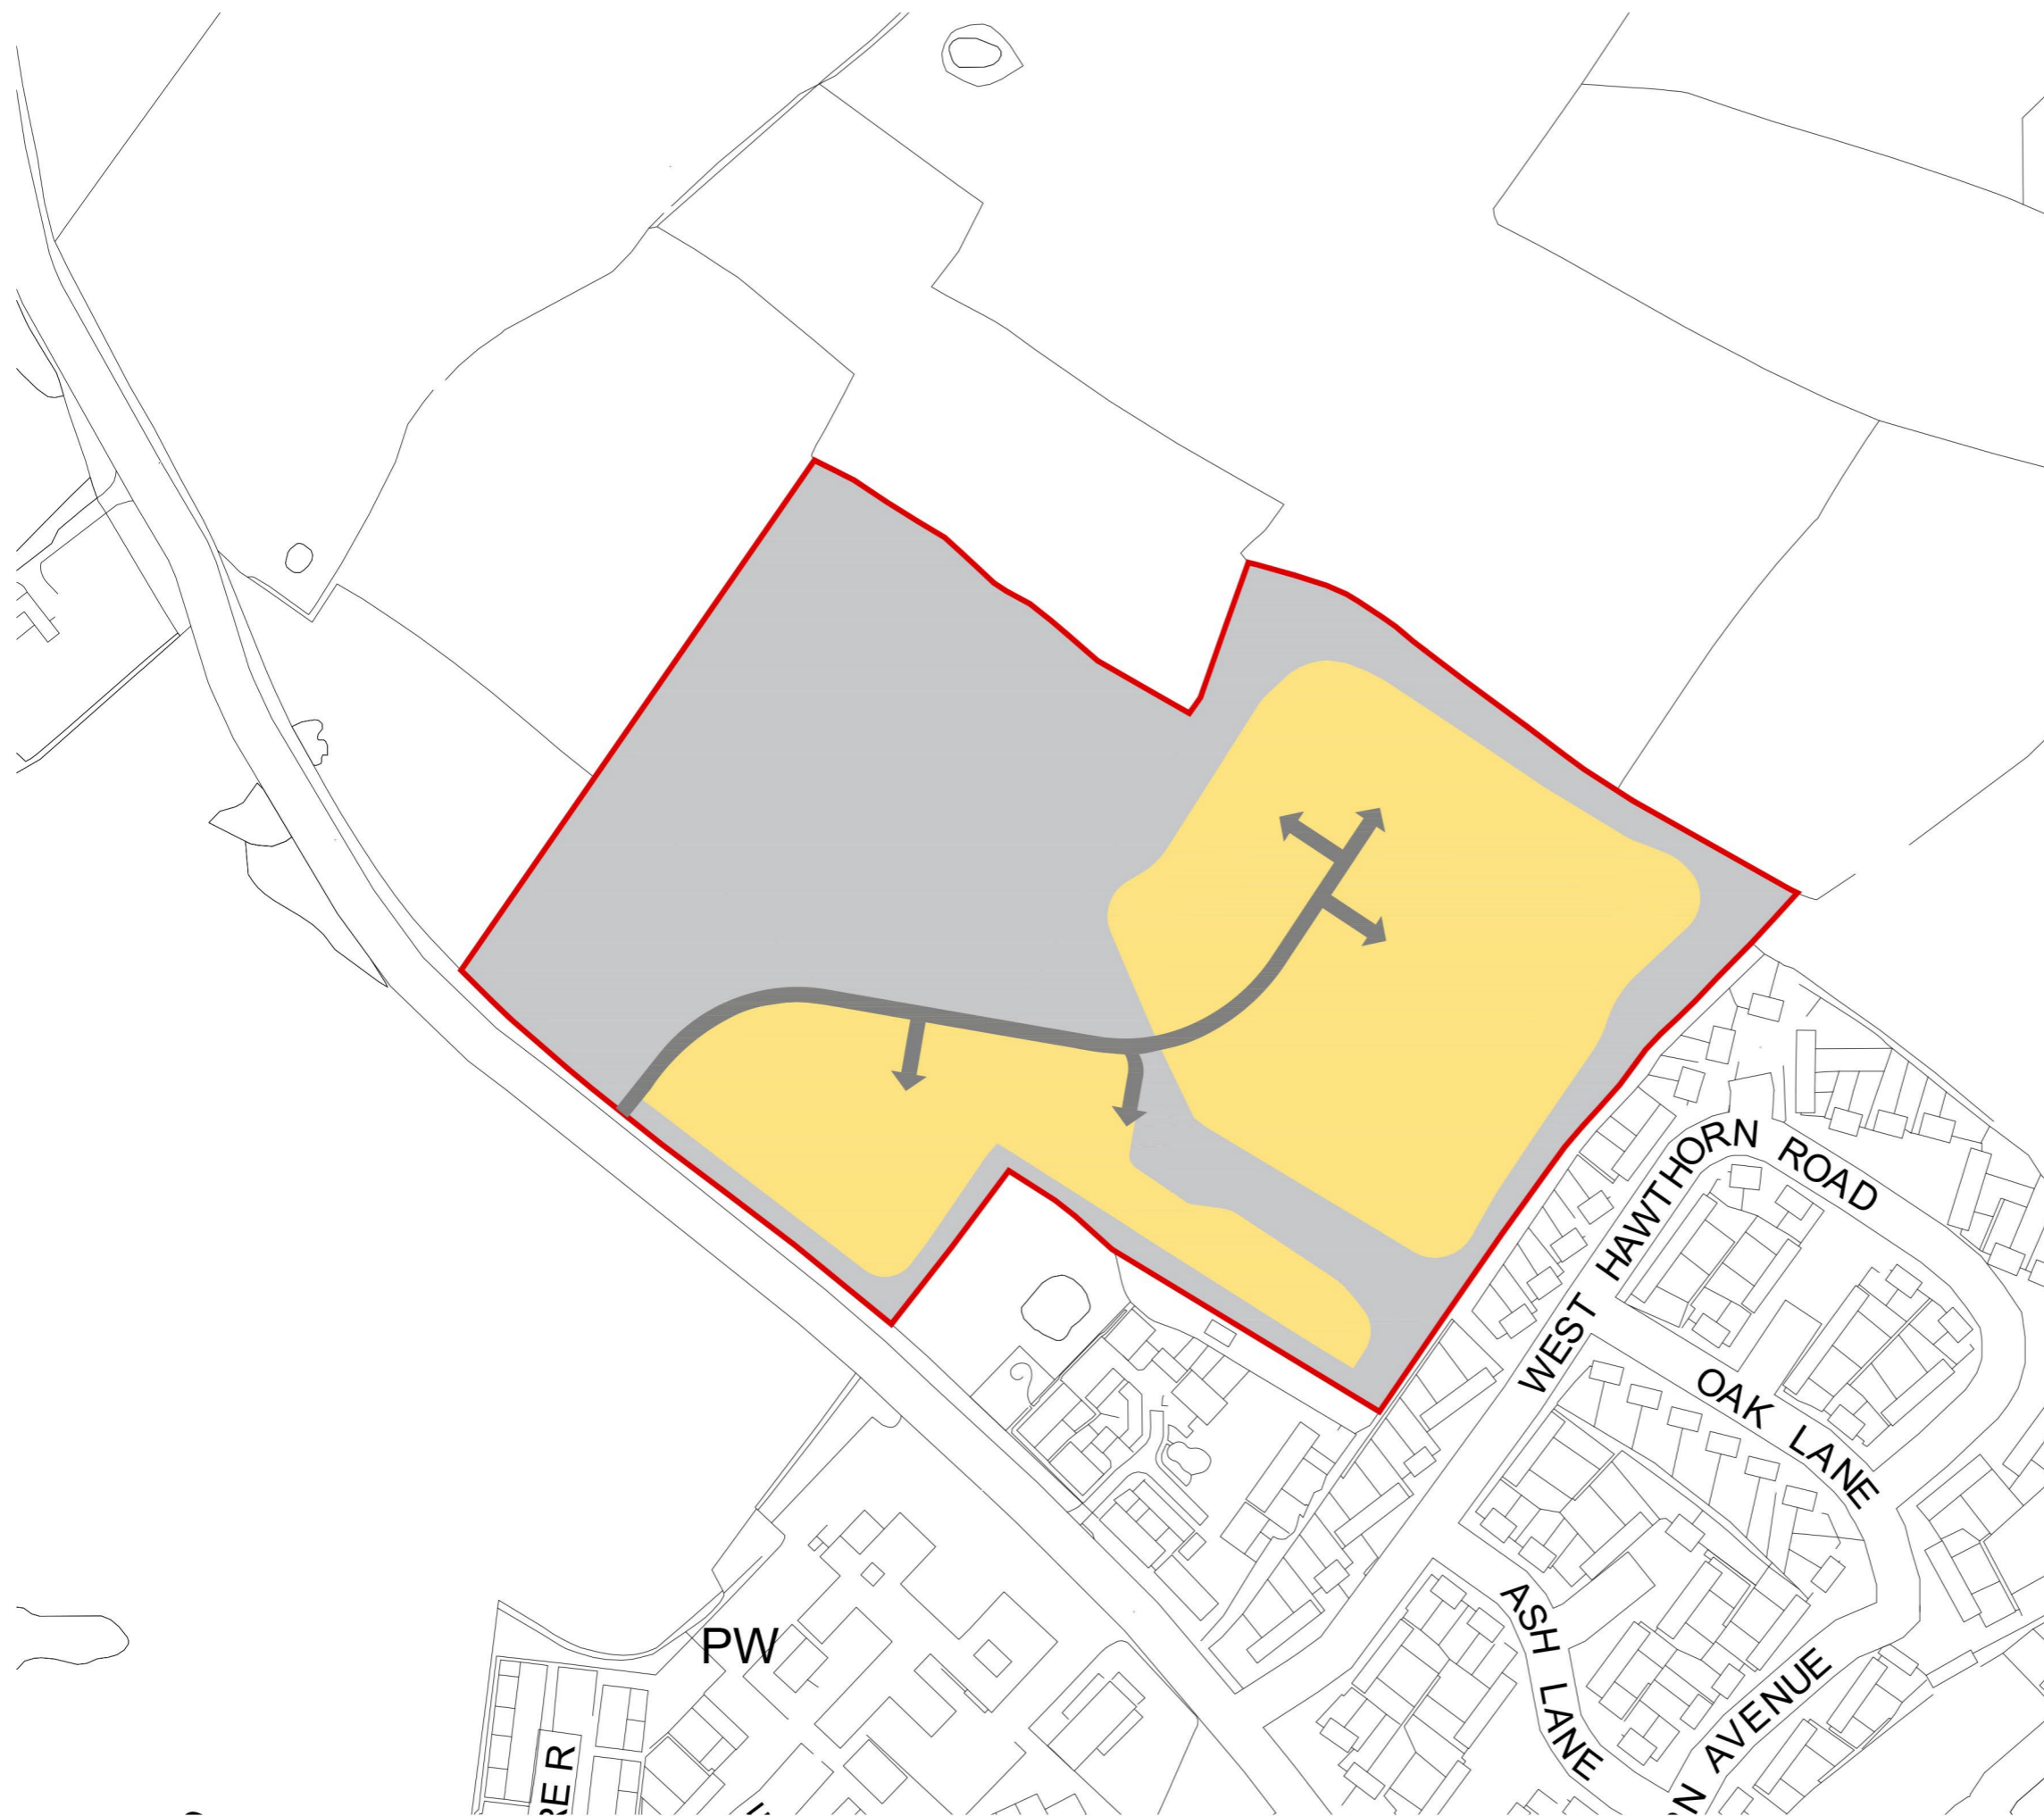 WEST HAWTHORN ROAD
OAK LANE
ASH LANE
PW
AVENUE